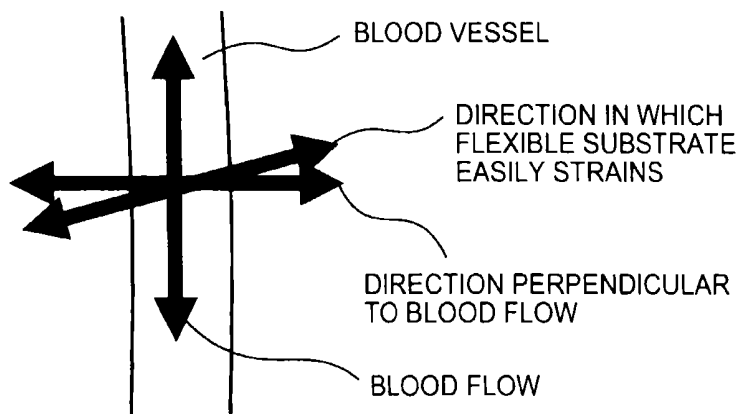 BLOOD VESSEL
DIRECTION IN WHICH
FLEXIBLE SUBSTRATE
EASILY STRAINS
DIRECTION PERPENDICULAR
TO BLOOD FLOW
BLOOD FLOW